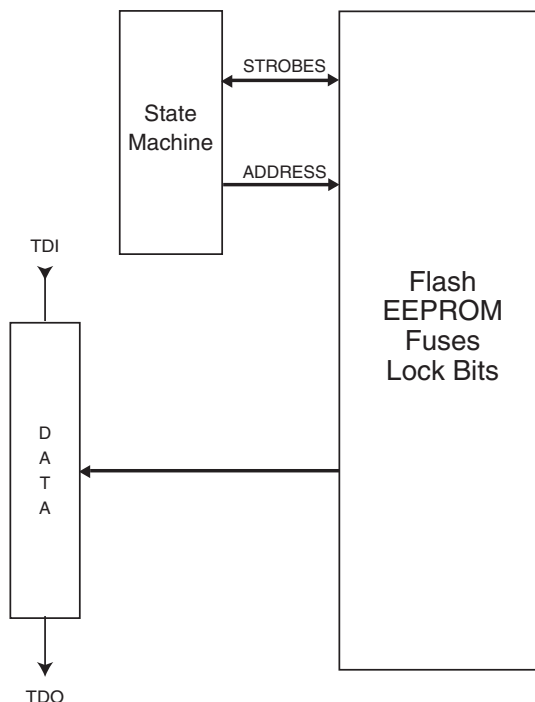 STROBES
State
Machine
ADDRESS
TDI
Flash
EEPROM
Fuses
Lock Bits
D
A
T
A
TDO